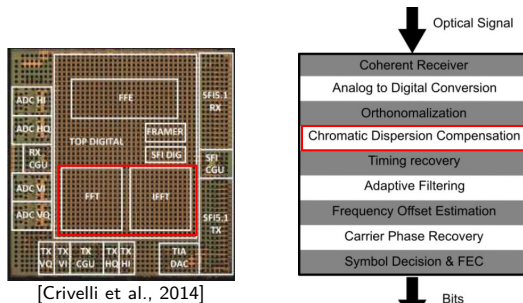 ADC HI
ADC HQ
RX
CGU
ADC VI
ADC VQ
FFE
TOP DIGITAL
FRAMER
SFI DIG
SFI5.1
RX
SFI
CGU
FFT
IFFT
SFI5.1
TX
TX
VQ
TX
VI
TX
CGU
TX
HQ
TX
HI
TIA
DAC
[Crivelli et al., 2014]
Optical Signal
Coherent Receiver
Analog to Digital Conversion
Orthonomalization
Chromatic Dispersion Compensation
Timing recovery
Adaptive Filtering
Frequency Offset Estimation
Carrier Phase Recovery
Symbol Decision & FEC
Bits